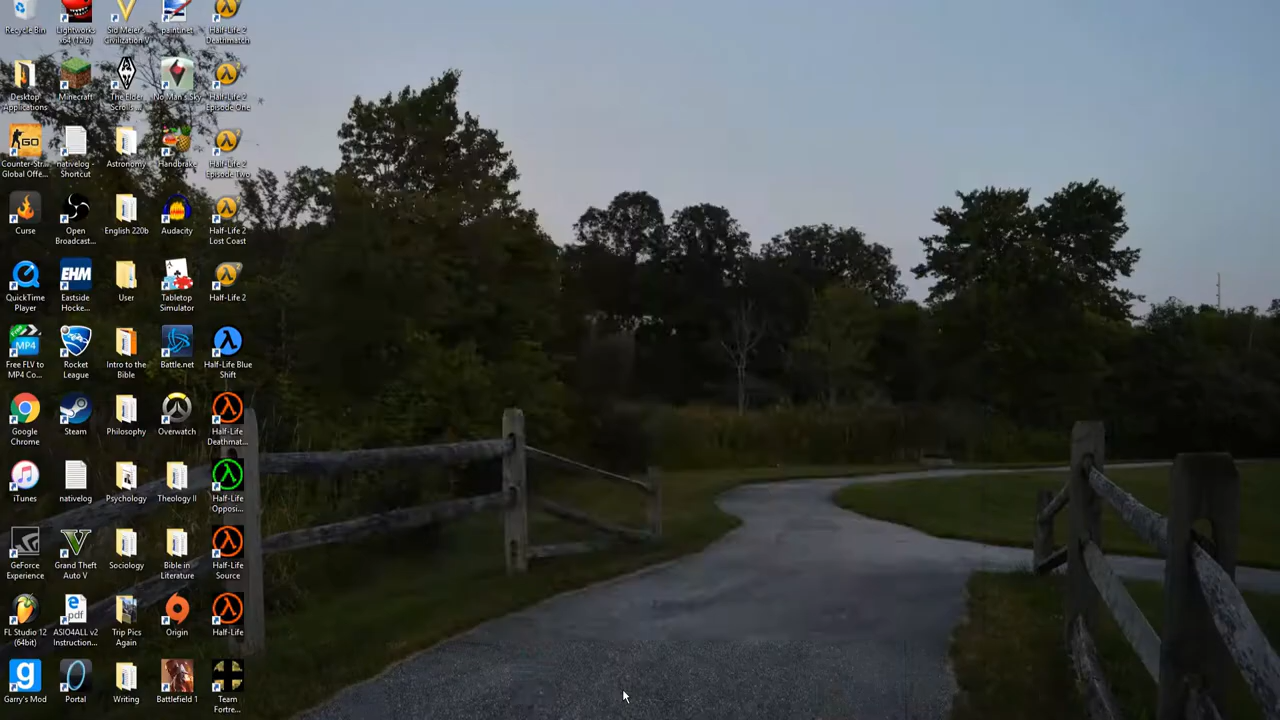 Recycle Bin
Lightworks
x64 (12.6)
Sid Meier's
Civilization V
paint.net
Half-Life 2
Deathmatch
Desktop
Applications
Minecraft
The Elder
Scrolls ...
No Man's Sky
Half-Life 2
Episode One
Counter-Str...
Global Offe...
nativelog -
Shortcut
Astronomy
Handbrake
Half-Life 2
Episode Two
Curse
Open
Broadcast...
English 220b
Audacity
Half-Life 2
Lost Coast
QuickTime
Player
EHM
Eastside
Hocke...
User
Tabletop
Simulator
Half-Life 2
MP4
Free FLV to
MP4 Co...
Rocket
League
Intro to the
Bible
Battle.net
Half-Life Blue
Shift
Google
Chrome
Steam
Philosophy
Overwatch
Half-Life
Deathmat...
iTunes
nativelog
Psychology
Theology II
Half-Life
Opposi...
GeForce
Experience
Grand Theft
Auto V
Sociology
Bible in
Literature
Half-Life
Source
FL Studio 12
(64bit)
pdf
ASIO4ALL v2
Instruction...
Trip Pics
Again
Origin
Half-Life
Garry's Mod
Portal
Writing
Battlefield 1
Team
Fortre...